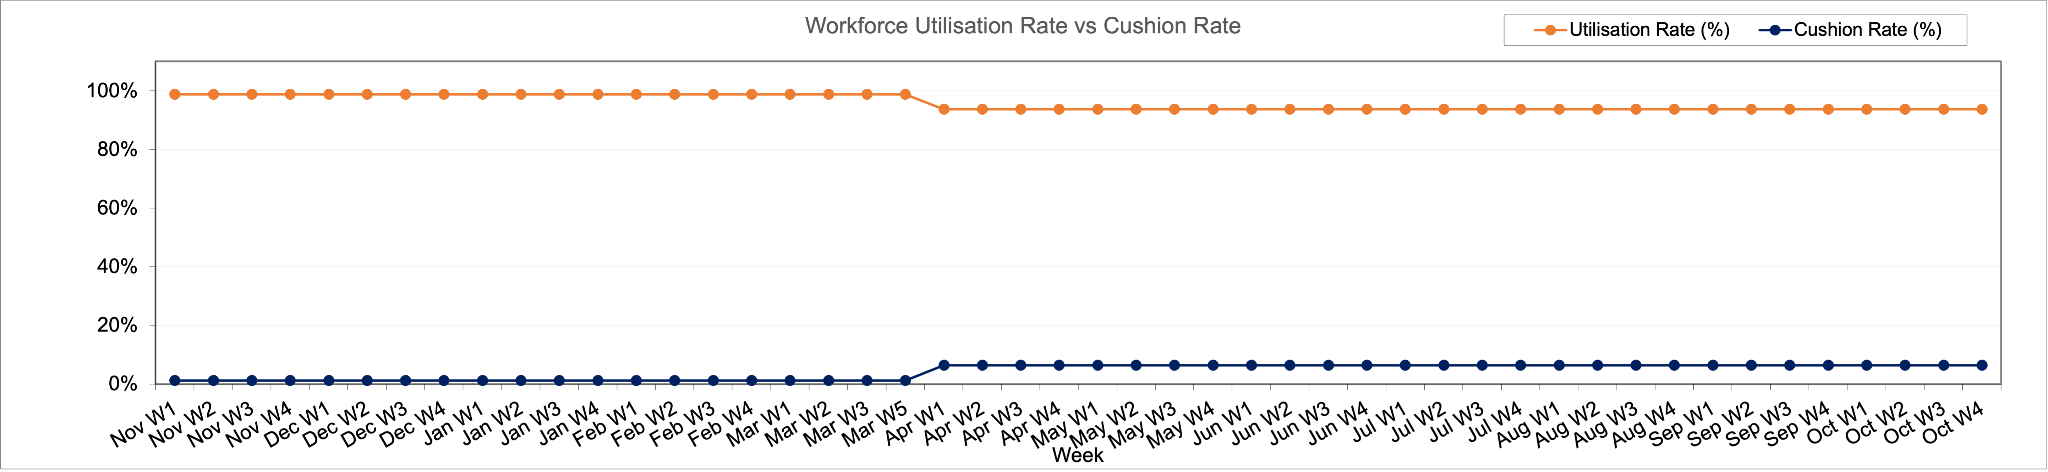 Workforce Utilisation Rate vs Cushion Rate
Utilisation Rate (%)
Cushion Rate (%)
100%
80%
60%
40%
20%
0%
Nov W1
Nov W2
Nov W3
Nov W4
Dec W1
Dec W2
Dec W3
Dec W4
Jan W1
Jan W2
Jan W3
Jan W4
Feb W1
Feb W2
Feb W3
Feb W4
Mar W1
Mar W2
Mar W3
Mar W5
Apr W1
Apr W2
Apr W3
Apr W4
May W1
May W2
May W3
May W4
Jun W1
Jun W2
Jun W3
Jun W4
Jul W1
Jul W2
Jul W3
Jul W4
Aug W1
Aug W2
Aug W3
Aug W4
Sep W1
Sep W2
Sep W3
Sep W4
Oct W1
Oct W2
Oct W3
Oct W4
Week